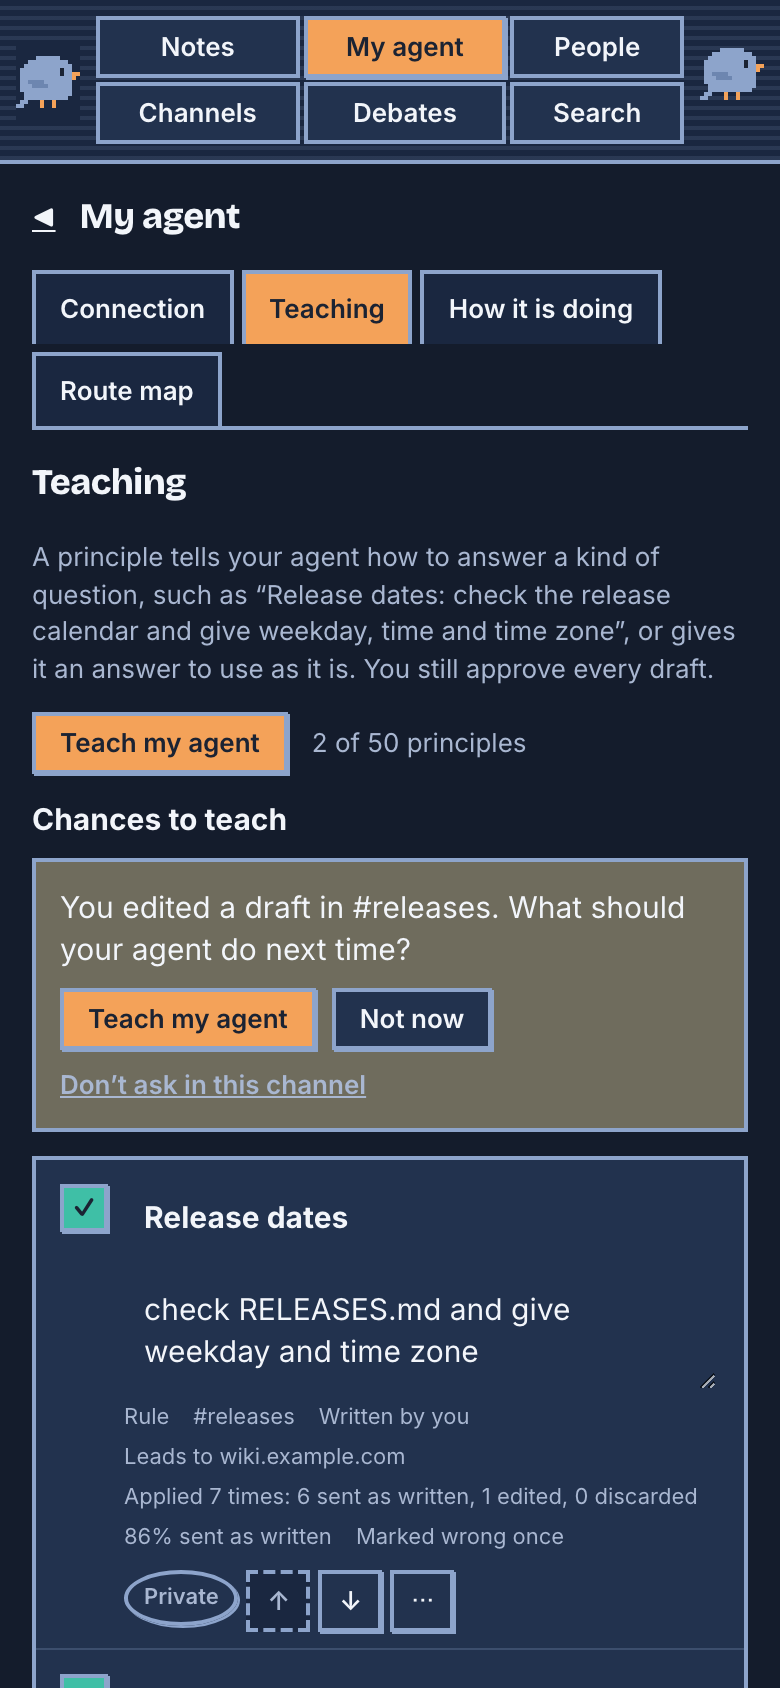 Notes
My agent
People
Channels
Debates
Search
◀ My agent
Connection
Teaching
How it is doing
Route map
Teaching
A principle tells your agent how to answer a kind of
question, such as “Release dates: check the release
calendar and give weekday, time and time zone”, or gives
it an answer to use as it is. You still approve every draft.
Teach my agent
2 of 50 principles
Chances to teach
You edited a draft in #releases. What should
your agent do next time?
Teach my agent
Not now
Don’t ask in this channel
Release dates
check RELEASES.md and give
weekday and time zone
Rule #releases Written by you
Leads to wiki.example.com
Applied 7 times: 6 sent as written, 1 edited, 0 discarded
86% sent as written Marked wrong once
Private ↑ ↓ ···